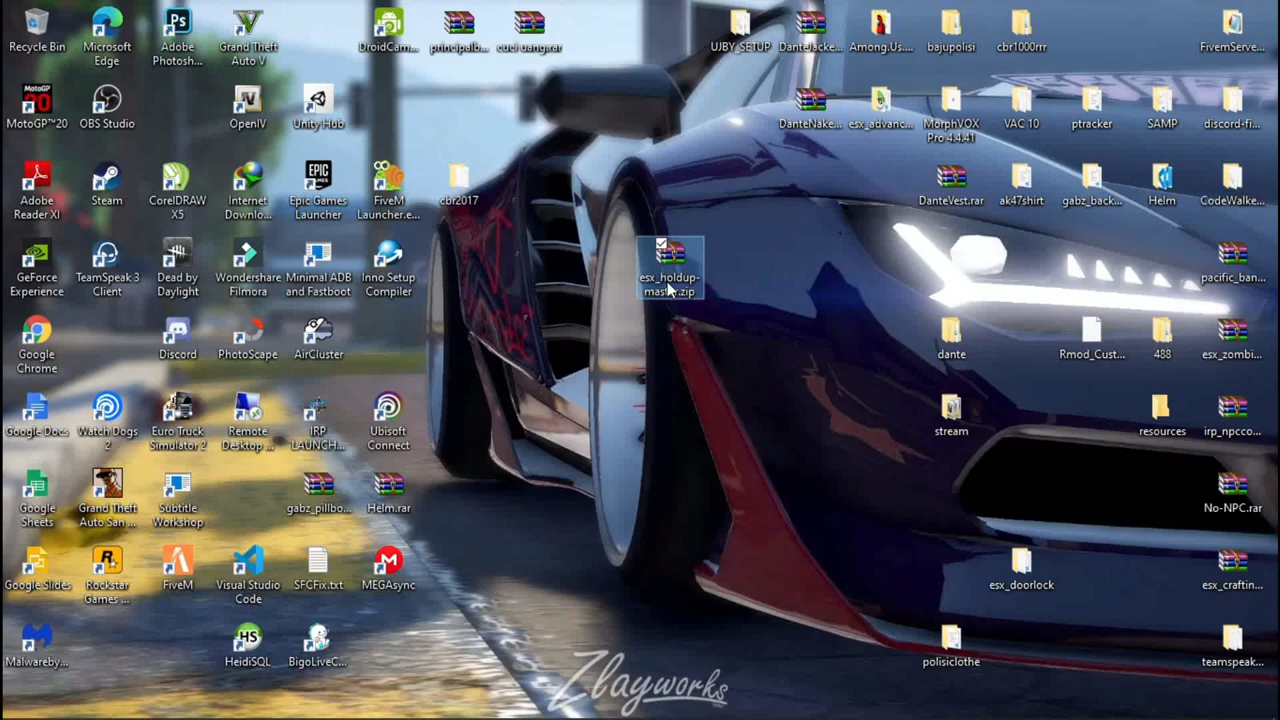 Recycle Bin
Microsoft
Edge
Adobe
Photosh...
Grand Theft
Auto V
DroidCam...
principalb...
cuci uang.rar
UJBY_SETUP
DanteJacke...
Among.Us...
bajupolisi
cbr1000rrr
FivemServe...
MotoGP
20
MotoGP™20
OBS Studio
OpenIV
Unity Hub
DanteNake...
esx_advanc...
MorphVOX
Pro 4.4.41
VAC 10
ptracker
SAMP
discord-fi...
Adobe
Reader XI
Steam
CorelDRAW
X5
Internet
Downlo...
EPIC
GAMES
Epic Games
Launcher
FiveM
Launcher.e...
cbr2017
DanteVest.rar
ak47shirt
gabz_back...
Helm
CodeWalke...
GeForce
Experience
TeamSpeak 3
Client
Dead by
Daylight
Wondershare
Filmora
Minimal ADB
and Fastboot
Inno Setup
Compiler
esx_holdup-
master.zip
pacific_ban...
Google
Chrome
Discord
PhotoScape
AirCluster
dante
Rmod_Cust...
488
esx_zombi...
Google Docs
Watch Dogs
2
Euro Truck
Simulator 2
Remote
Desktop ...
IRP
LAUNCH...
Ubisoft
Connect
stream
resources
irp_npcco...
Google
Sheets
Grand Theft
Auto San ...
Subtitle
Workshop
gabz_pillbo...
Helm.rar
No-NPC.rar
Google Slides
Rockstar
Games ...
FiveM
Visual Studio
Code
SFCFix.txt
MEGAsync
esx_doorlock
esx_craftin...
Malwareby...
HS
HeidiSQL
BigoLiveC...
polisiclothe
teamspeak...
Zlayworks